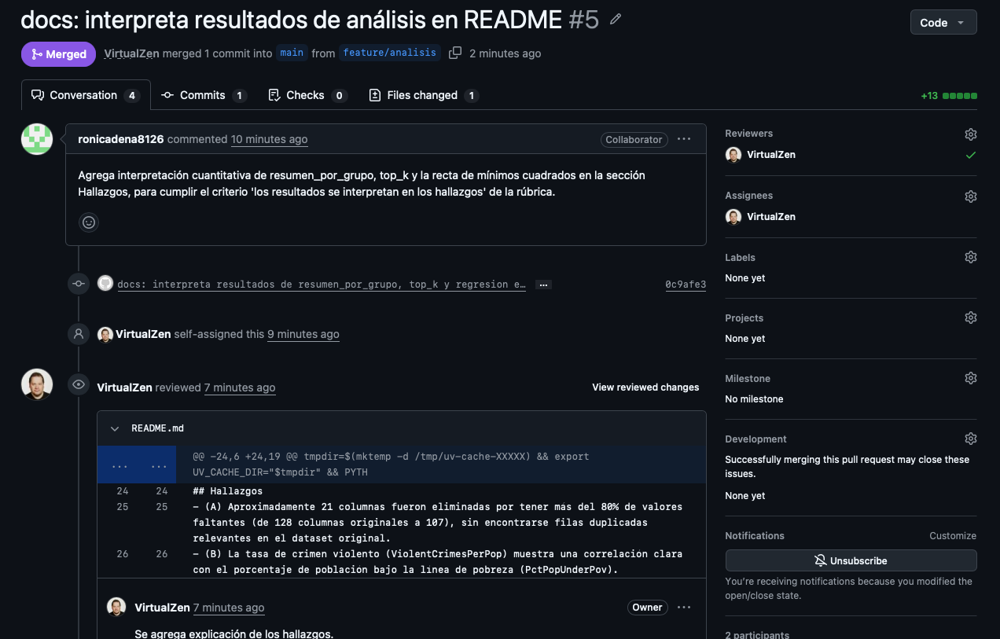 docs: interpreta resultados de análisis en README #5
Code
Merged
VirtualZen merged 1 commit into main from feature/analisis 2 minutes ago
Conversation 4
Commits 1
Checks 0
Files changed 1
+13
ronicadena8126 commented 10 minutes ago
Collaborator
Agrega interpretación cuantitativa de resumen_por_grupo, top_k y la recta de mínimos cuadrados en la sección
Hallazgos, para cumplir el criterio 'los resultados se interpretan en los hallazgos' de la rúbrica.
docs: interpreta resultados de resumen_por_grupo, top_k y regresion e…
...
0c9afe3
VirtualZen self-assigned this 9 minutes ago
VirtualZen reviewed 7 minutes ago
View reviewed changes
README.md
... ... @@ -24,6 +24,19 @@ tmpdir=$(mktemp -d /tmp/uv-cache-XXXXX) && export
UV_CACHE_DIR="$tmpdir" && PYTH
24 24 ## Hallazgos
25 25 - (A) Aproximadamente 21 columnas fueron eliminadas por tener más del 80% de valores
faltantes (de 128 columnas originales a 107), sin encontrarse filas duplicadas
relevantes en el dataset original.
26 26 - (B) La tasa de crimen violento (ViolentCrimesPerPop) muestra una correlación clara
con el porcentaje de población bajo la línea de pobreza (PctPopUnderPov).
VirtualZen 7 minutes ago
Owner
Se agrega explicación de los hallazgos.
Reviewers
VirtualZen
Assignees
VirtualZen
Labels
None yet
Projects
None yet
Milestone
No milestone
Development
Successfully merging this pull request may close these
issues.
None yet
Notifications
Customize
Unsubscribe
You're receiving notifications because you modified the
open/close state.
2 participants